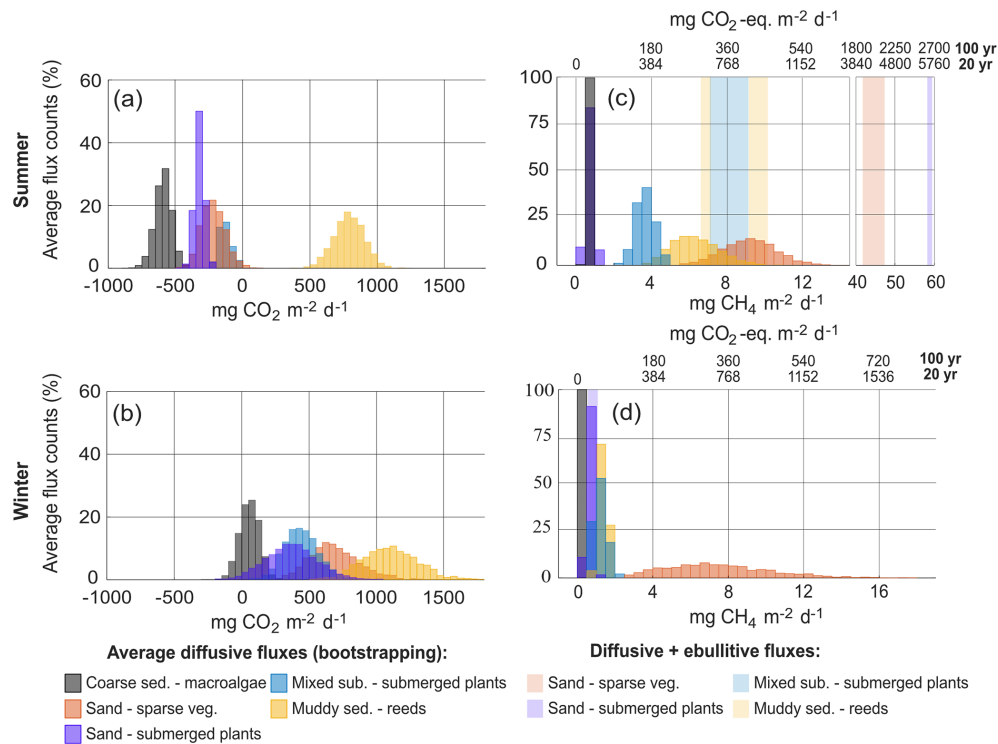 Summer
Average flux counts (%)
(a)
60
40
20
0
-1000 -500 0 500 1000 1500
mg CO2 m-2 d-1
mg CO2-eq. m-2 d-1
180 360 540 1800 2250 2700 100 yr
0 384 768 1152 3840 4800 5760 20 yr
(c)
100
75
50
25
0
0 4 8 12 40 50 60
mg CH4 m-2 d-1
Winter
Average flux counts (%)
(b)
60
40
20
0
-1000 -500 0 500 1000 1500
mg CO2 m-2 d-1
mg CO2-eq. m-2 d-1
180 360 540 720 100 yr
0 384 768 1152 1536 20 yr
(d)
100
75
50
25
0
0 4 8 12 16
mg CH4 m-2 d-1
Average diffusive fluxes (bootstrapping):
Coarse sed. - macroalgae Mixed sub. - submerged plants
Sand - sparse veg. Muddy sed. - reeds
Sand - submerged plants
Diffusive + ebullitive fluxes:
Sand - sparse veg. Mixed sub. - submerged plants
Sand - submerged plants Muddy sed. - reeds